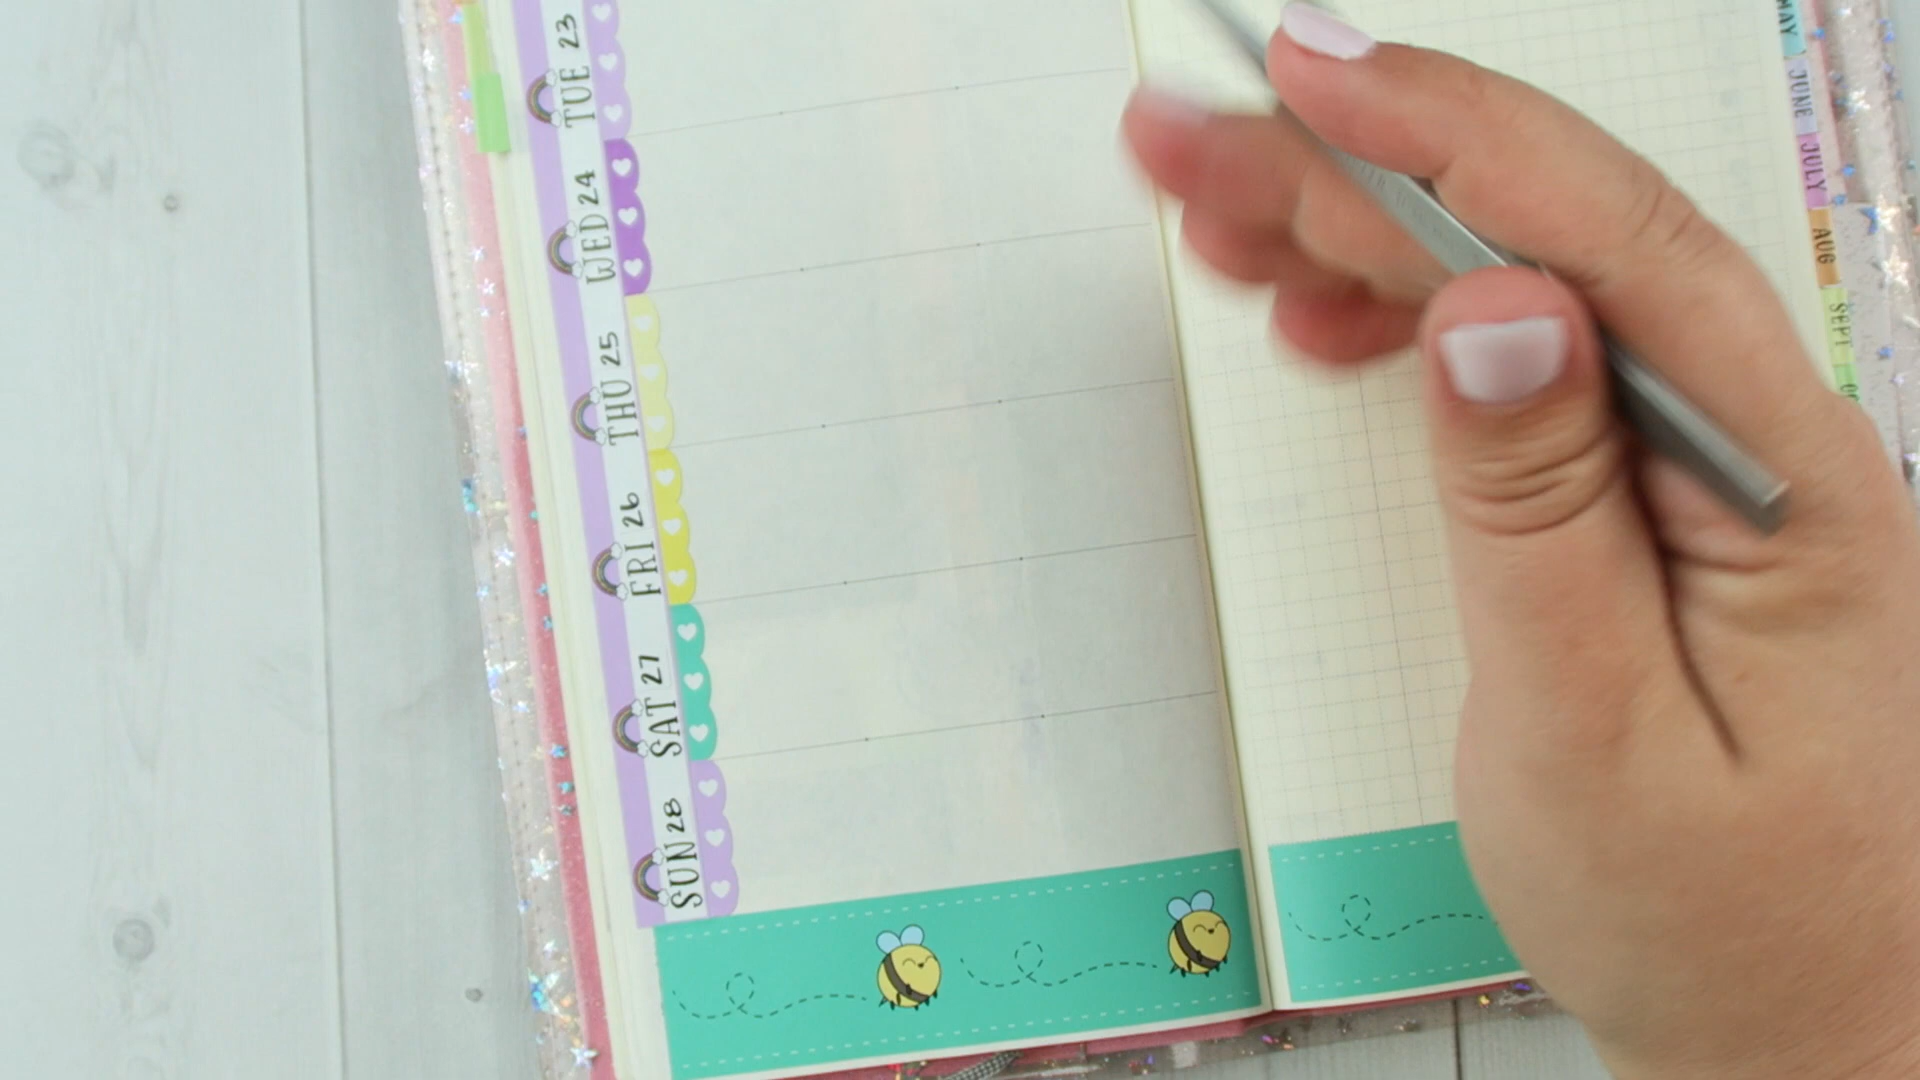 TUE 23
WED 24
THU 25
FRI 26
SAT 27
SUN 28
MAY
JUNE
JULY
AUG
SEPT